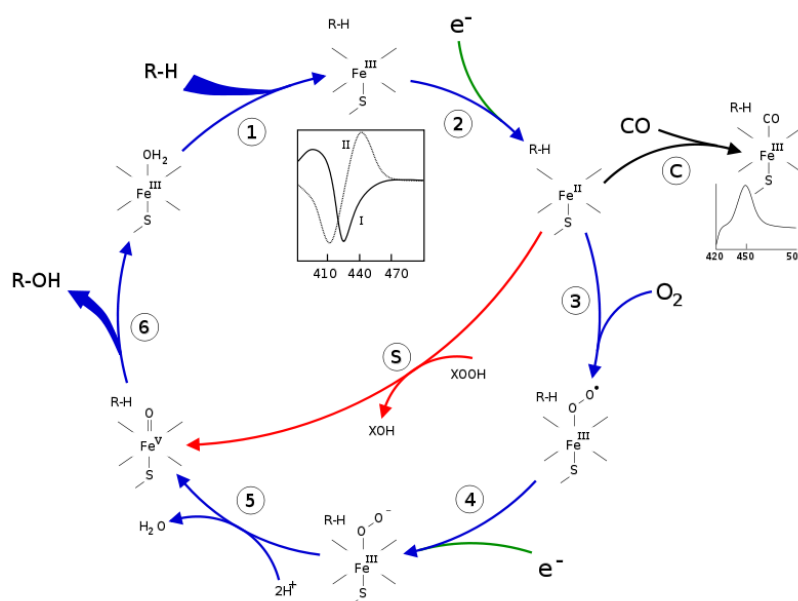 R-H
R-H
Fe III
S
e-
1
2
II
I
410 440 470
R-H
Fe II
S
CO
C
R-H
CO
Fe III
S
420 450 50
OH2
Fe III
S
R-OH
6
3
O2
S
XOOH
XOH
R-H
O
Fe V
S
R-H
O
O•
Fe III
S
5
4
H2O
2H+
R-H
O
O-
Fe III
S
e-